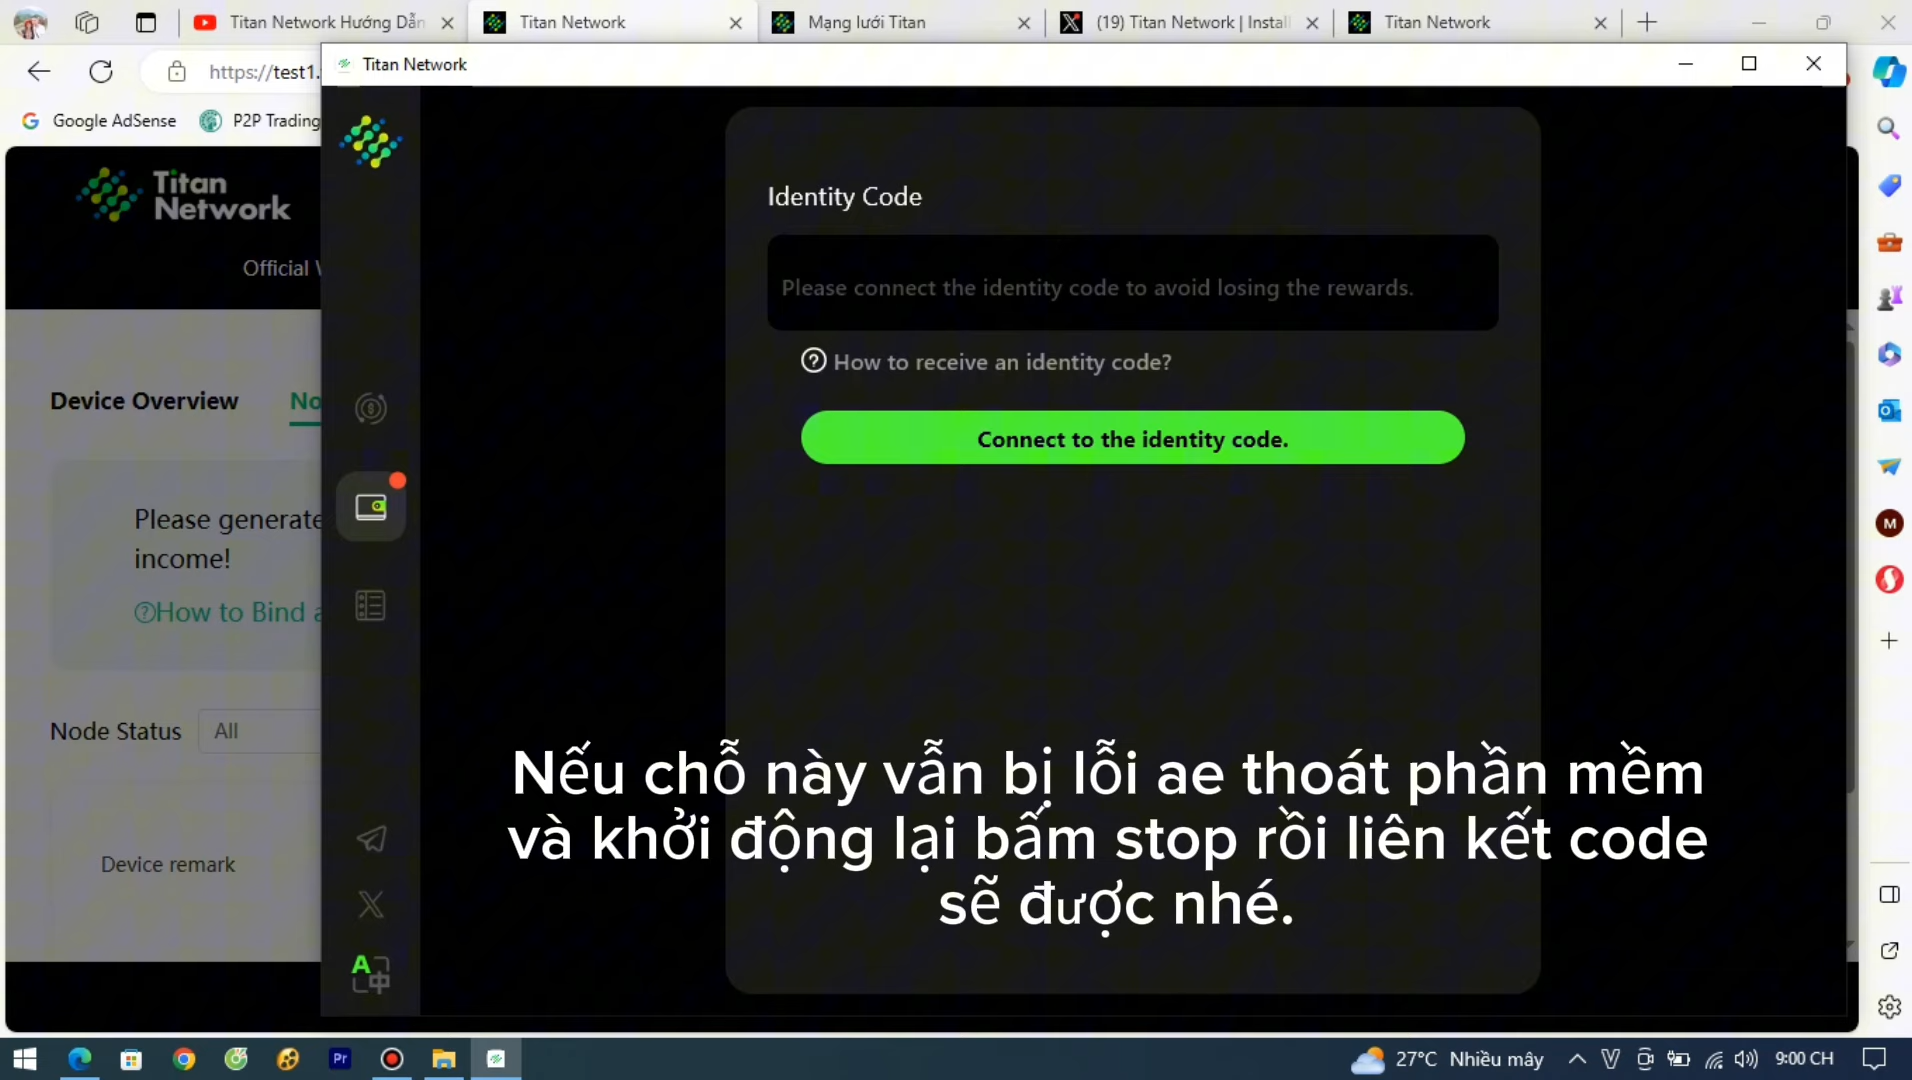 Titan Network Hướng Dẫn
Titan Network
Mạng lưới Titan
(19) Titan Network | Install
Titan Network
https://test1.
Titan Network
Google AdSense
P2P Trading
Titan
Network
Official
Identity Code
Please connect the identity code to avoid losing the rewards.
How to receive an identity code?
Connect to the identity code.
Device Overview
No
Please generate
income!
How to Bind a
Node Status
All
Device remark
Nếu chỗ này vẫn bị lỗi ae thoát phần mềm
và khởi động lại bấm stop rồi liên kết code
sẽ được nhé.
M
A
中
Pr
27°C Nhiều mây
V
9:00 CH